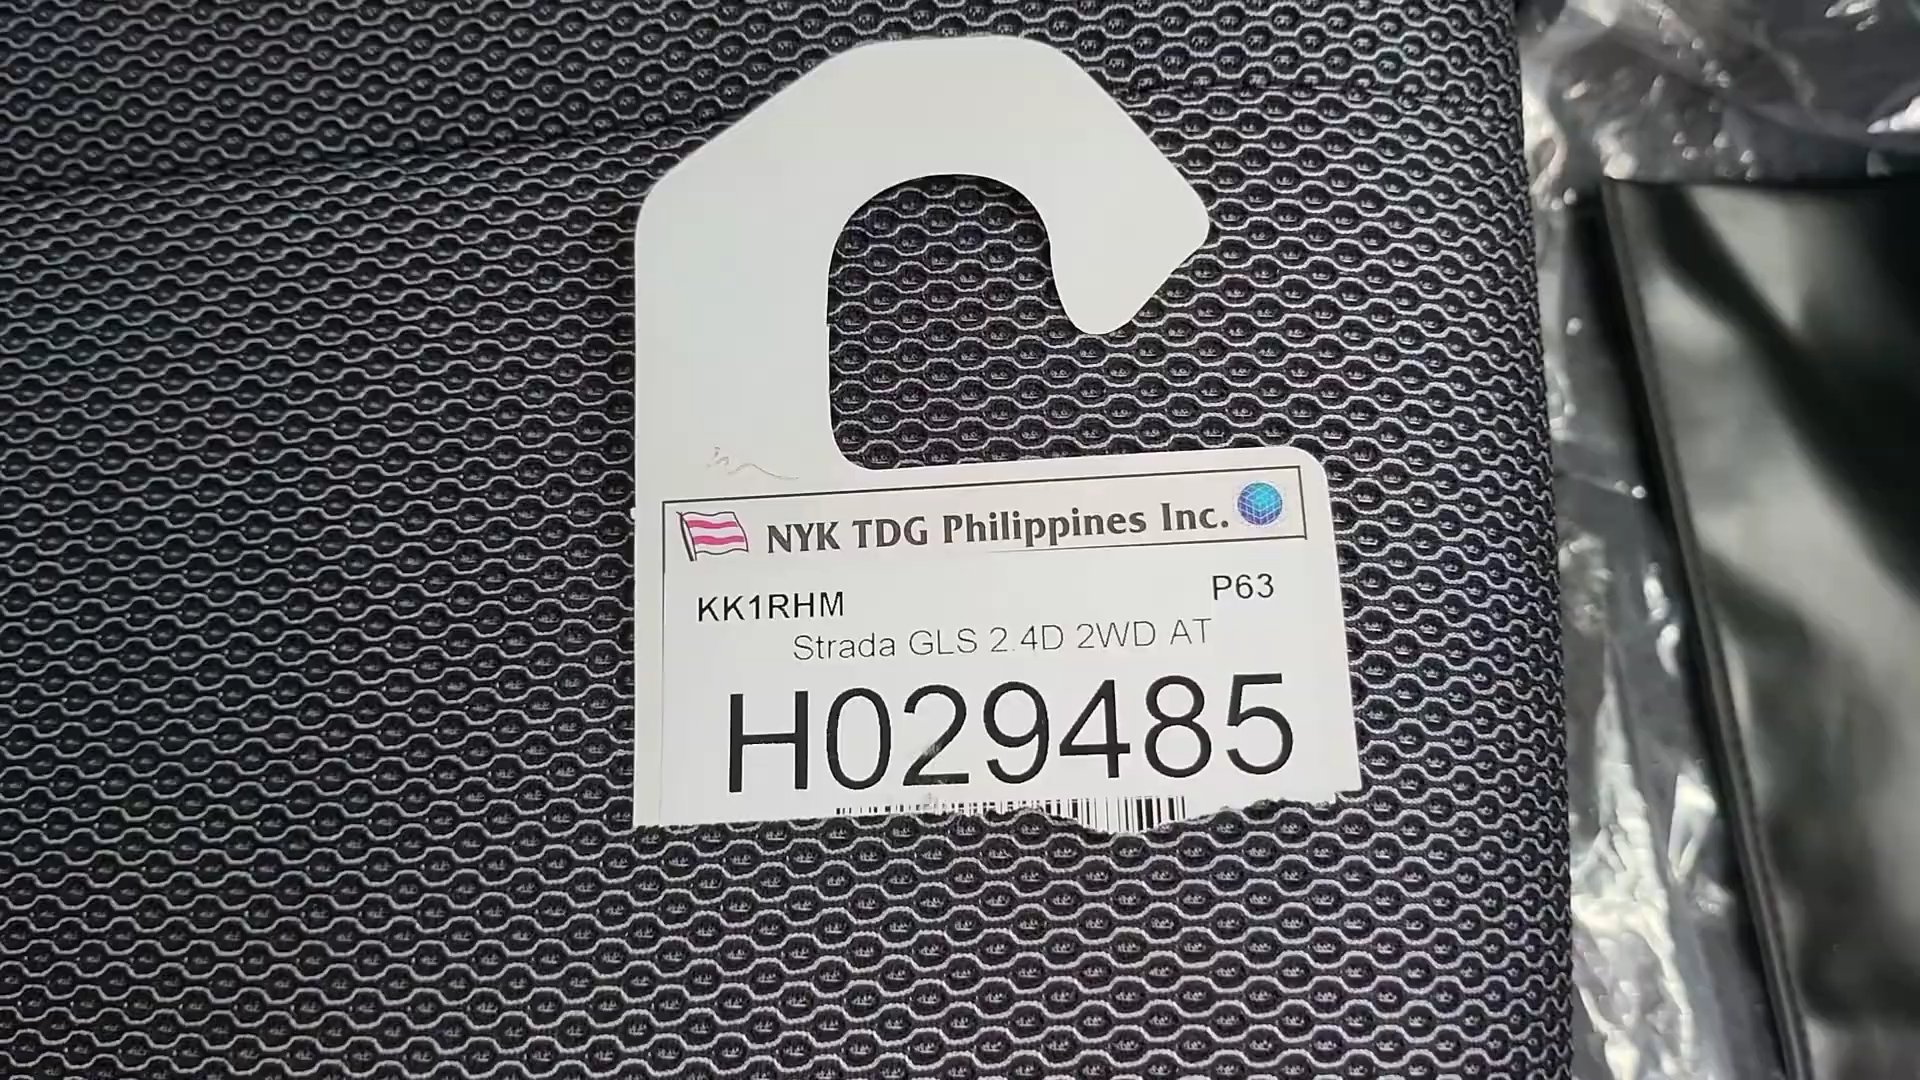 NYK TDG Philippines Inc.
KK1RHM P63
Strada GLS 2.4D 2WD AT
H029485